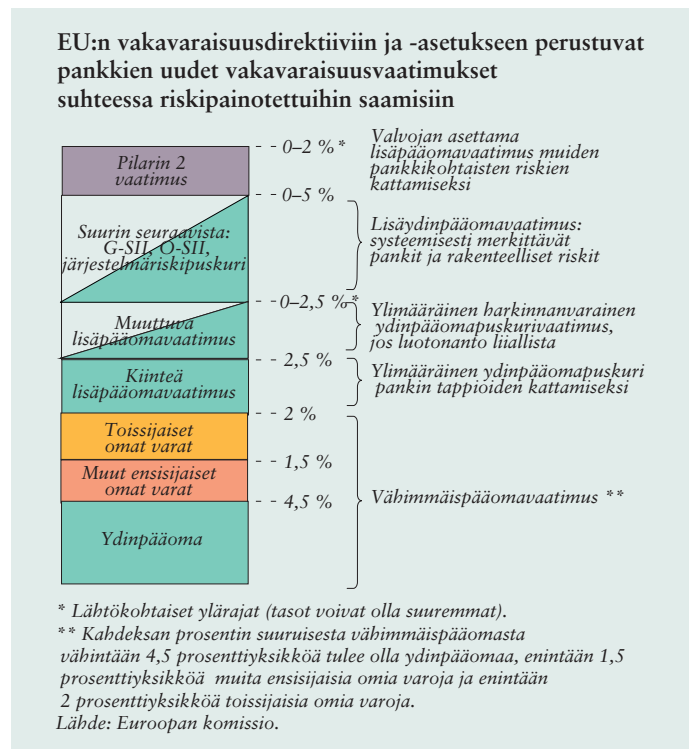 EU:n vakavaraisuusdirektiiviin ja -asetukseen perustuvat
pankkien uudet vakavaraisuusvaatimukset
suhteessa riskipainotettuihin saamisiin
Pilarin 2
vaatimus
0–2 % *
Valvojan asettama
lisäpääomavaatimus muiden
pankkikohtaisten riskien
kattamiseksi
0–5 %
Suurin seuraavista:
G-SII, O-SII,
järjestelmäriskipuskuri
Lisäydinpääomavaatimus:
systeemisesti merkittävät
pankit ja rakenteelliset riskit
0–2,5 %*
Muuttuva
lisäpääomavaatimus
Ylimääräinen harkinnanvarainen
ydinpääomapuskurivaatimus,
jos luotonanto liiallista
2,5 %
Kiinteä
lisäpääomavaatimus
Ylimääräinen ydinpääomapuskuri
pankin tappioiden kattamiseksi
2 %
Toissijaiset
omat varat
1,5 %
Muut ensisijaiset
omat varat
4,5 %
Vähimmäispääomavaatimus **
Ydinpääoma
* Lähtökohtaiset ylärajat (tasot voivat olla suuremmat).
** Kahdeksan prosentin suuruisesta vähimmäispääomasta
vähintään 4,5 prosenttiyksikköä tulee olla ydinpääomaa, enintään 1,5
prosenttiyksikköä muita ensisijaisia omia varoja ja enintään
2 prosenttiyksikköä toissijaisia omia varoja.
Lähde: Euroopan komissio.